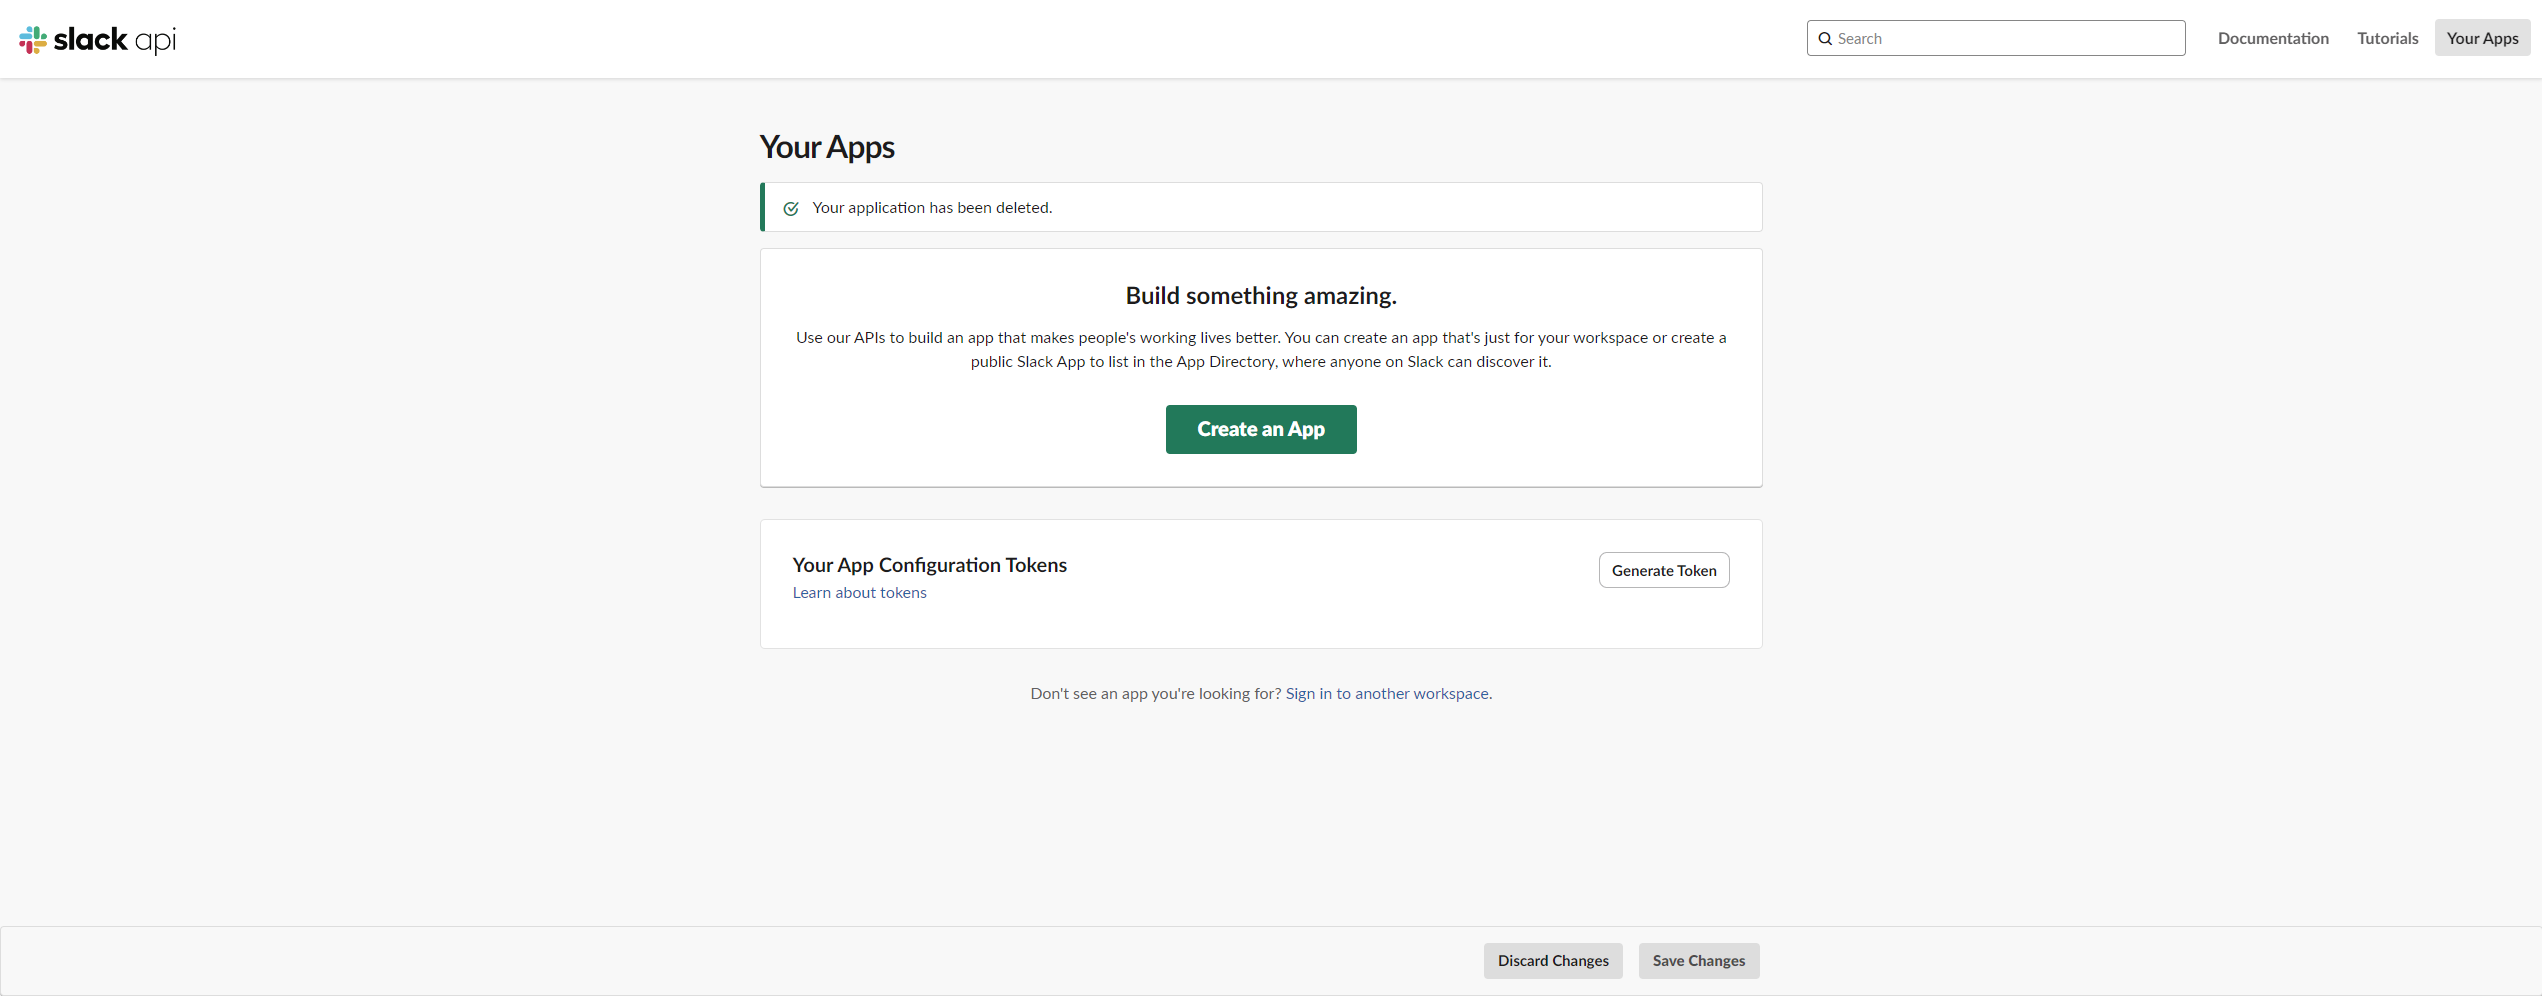 slack api
Search
Documentation
Tutorials
Your Apps
Your Apps
Your application has been deleted.
Build something amazing.
Use our APIs to build an app that makes people's working lives better. You can create an app that's just for your workspace or create a
public Slack App to list in the App Directory, where anyone on Slack can discover it.
Create an App
Your App Configuration Tokens
Generate Token
Learn about tokens
Don't see an app you're looking for? Sign in to another workspace.
Discard Changes
Save Changes